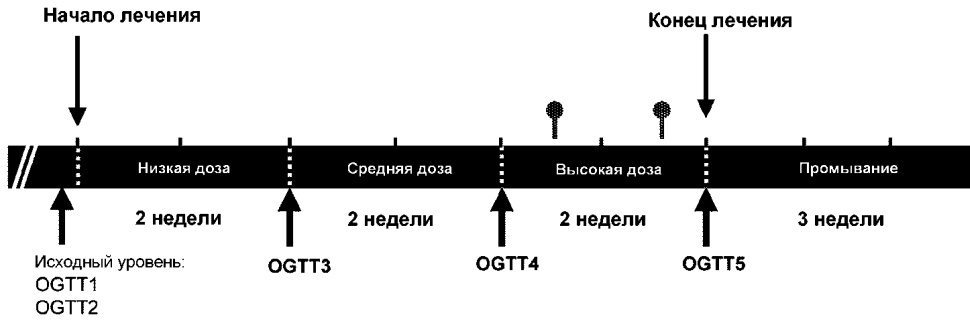 Начало лечения
Конец лечения
Низкая доза
Средняя доза
Высокая доза
Промывание
2 недели
2 недели
2 недели
3 недели
Исходный уровень:
OGTT1
OGTT2
OGTT3
OGTT4
OGTT5